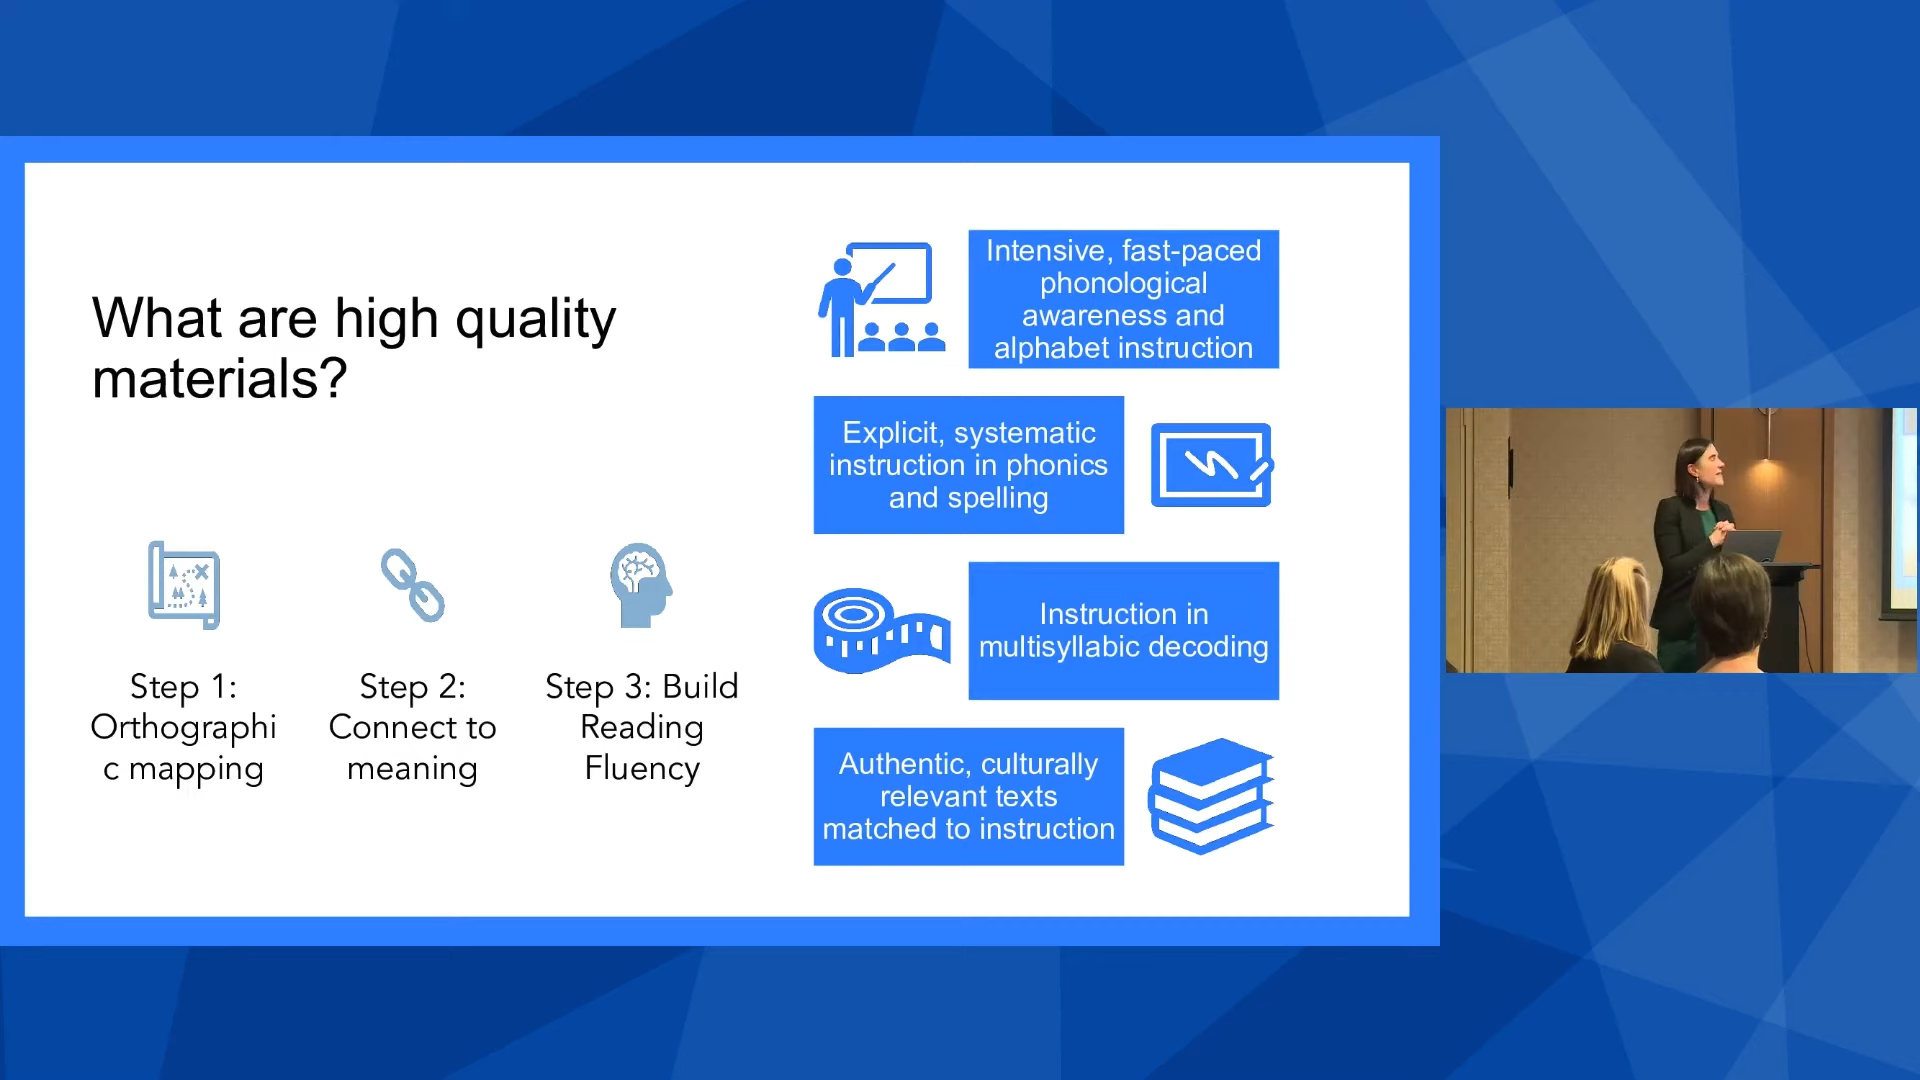 What are high quality
materials?
Step 1:
Orthographi
c mapping
Step 2:
Connect to
meaning
Step 3: Build
Reading
Fluency
Intensive, fast-paced
phonological
awareness and
alphabet instruction
Explicit, systematic
instruction in phonics
and spelling
Instruction in
multisyllabic decoding
Authentic, culturally
relevant texts
matched to instruction